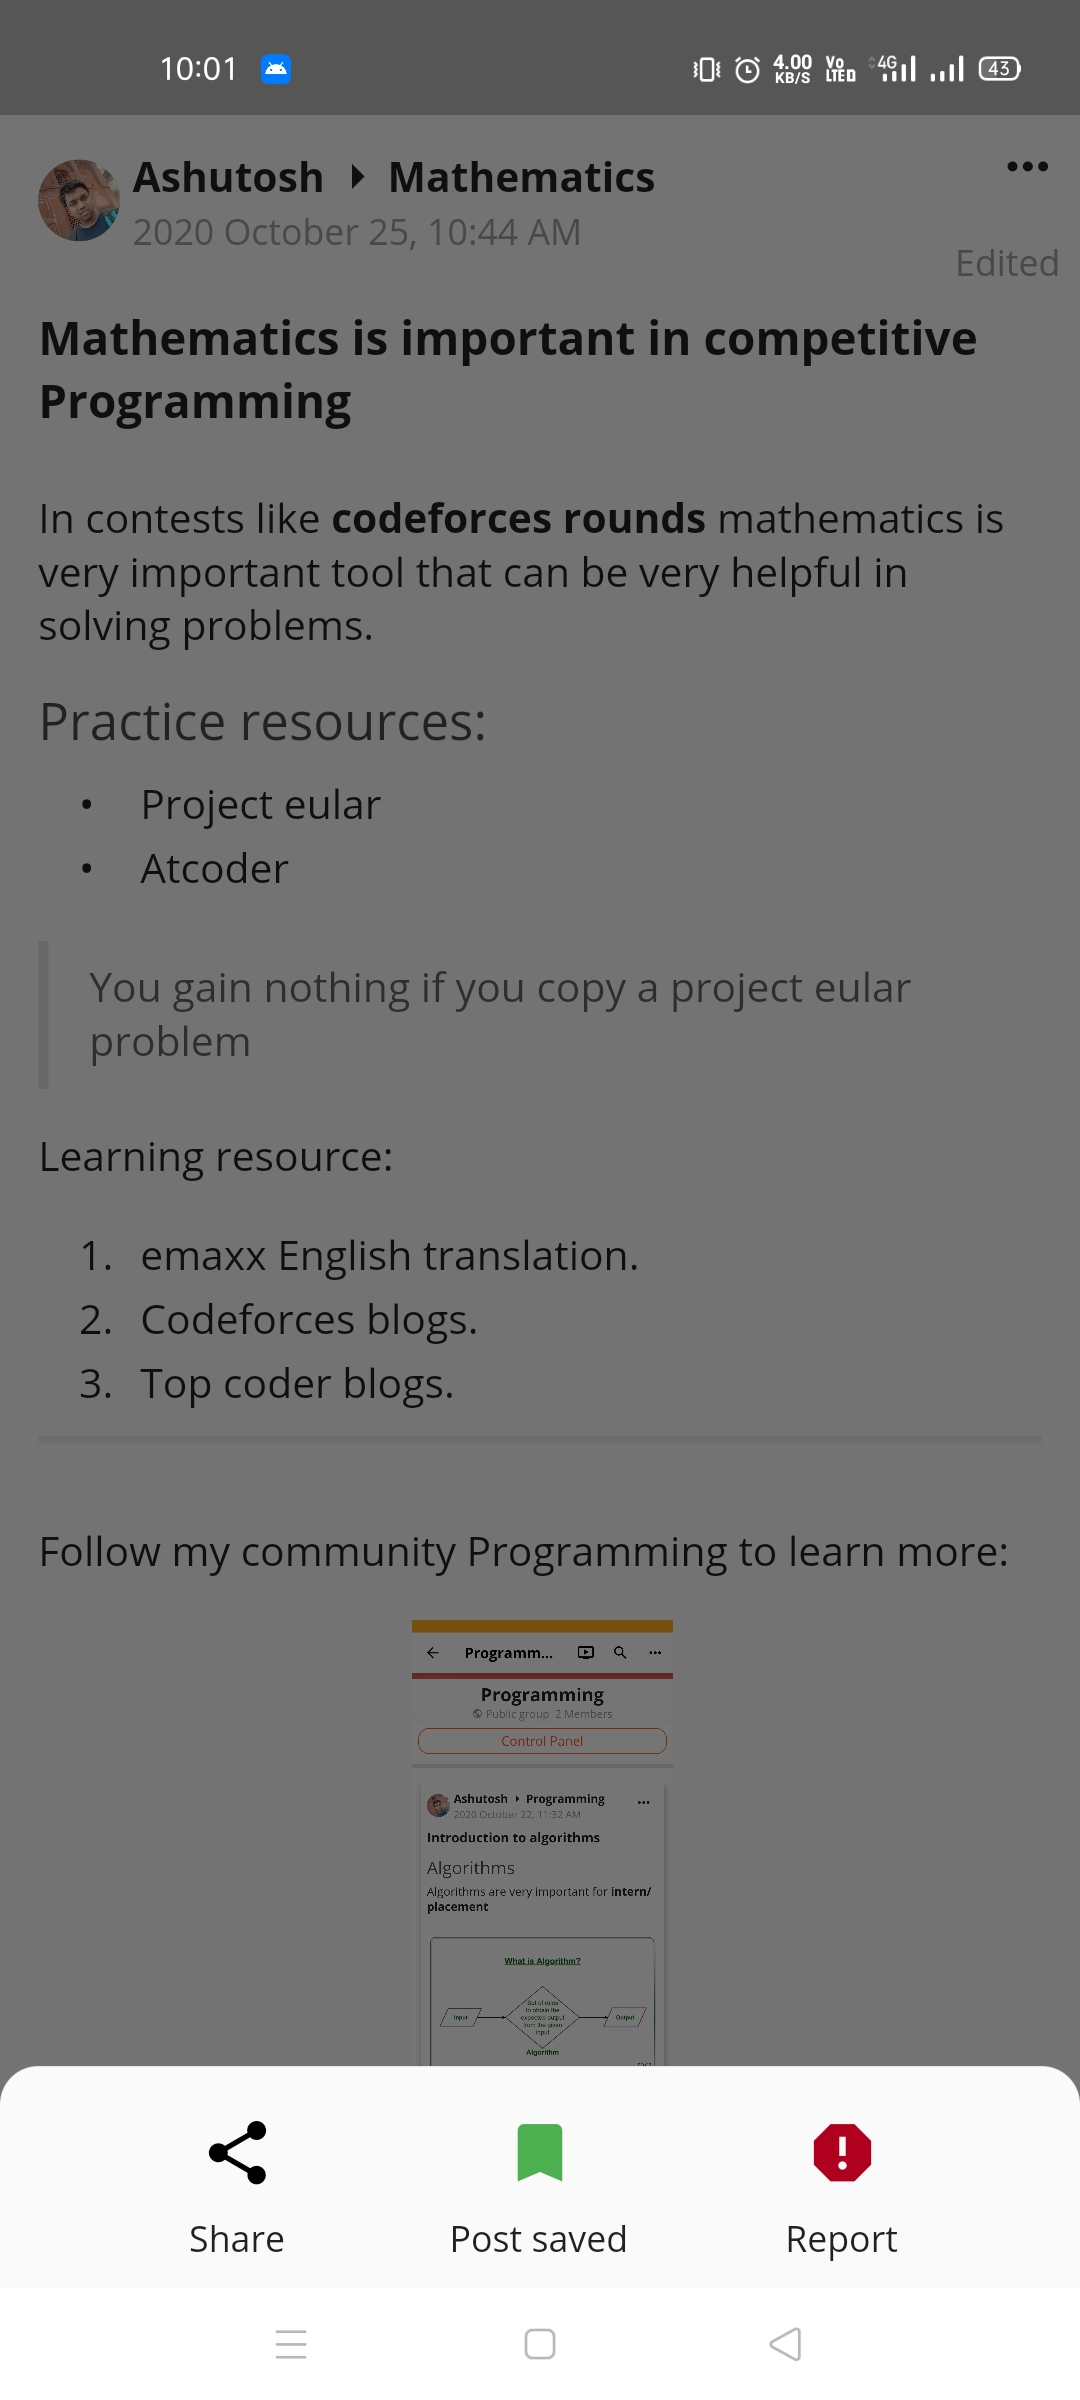 10:01
4.00 KB/S
Vo LTED
4G
43
Ashutosh Mathematics
2020 October 25, 10:44 AM
Edited
Mathematics is important in competitive
Programming
In contests like codeforces rounds mathematics is
very important tool that can be very helpful in
solving problems.
Practice resources:
• Project eular
• Atcoder
You gain nothing if you copy a project eular
problem
Learning resource:
1. emaxx English translation.
2. Codeforces blogs.
3. Top coder blogs.
Follow my community Programming to learn more:
Programm...
Programming
Public group 2 Members
Control Panel
Ashutosh Programming
2020 October 22, 11:32 AM
Introduction to algorithms
Algorithms
Algorithms are very important for intern/
placement
What is Algorithm?
Set of rules
to obtain the
Input expected output Output
from the given
input
Algorithm
Share
Post saved
Report